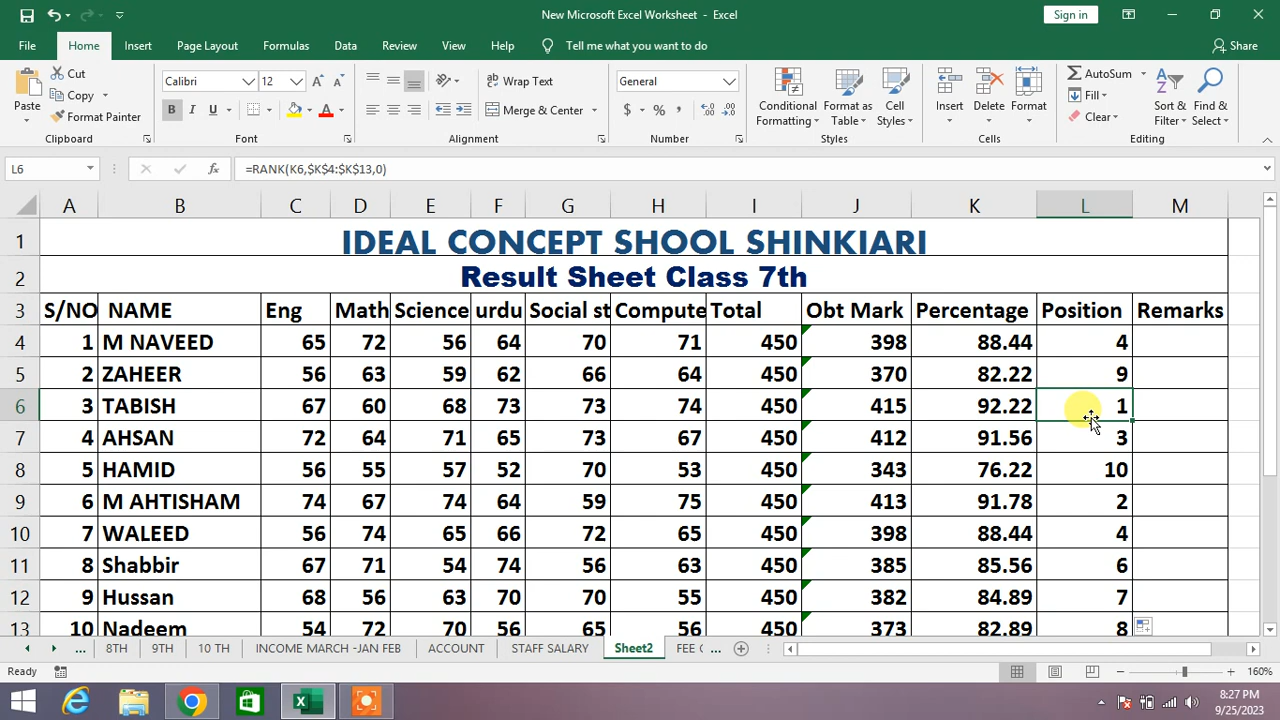 New Microsoft Excel Worksheet - Excel
Sign in
File Home Insert Page Layout Formulas Data Review View Help Tell me what you want to do Share
Paste
Cut
Copy
Format Painter
Clipboard
Calibri 12
B I U
Font
Wrap Text
Merge & Center
Alignment
General
$ % ,
Number
Conditional Formatting
Format as Table
Cell Styles
Styles
Insert
Delete
Format
Cells
AutoSum
Fill
Clear
Sort & Filter
Find & Select
Editing
L6 fx =RANK(K6,$K$4:$K$13,0)
A B C D E F G H I J K L M
1 IDEAL CONCEPT SHOOL SHINKIARI
2 Result Sheet Class 7th
3 S/NO NAME Eng Math Science urdu Social st Compute Total Obt Mark Percentage Position Remarks
4 1 M NAVEED 65 72 56 64 70 71 450 398 88.44 4
5 2 ZAHEER 56 63 59 62 66 64 450 370 82.22 9
6 3 TABISH 67 60 68 73 73 74 450 415 92.22 1
7 4 AHSAN 72 64 71 65 73 67 450 412 91.56 3
8 5 HAMID 56 55 57 52 70 53 450 343 76.22 10
9 6 M AHTISHAM 74 67 74 64 59 75 450 413 91.78 2
10 7 WALEED 56 74 65 66 72 65 450 398 88.44 4
11 8 Shabbir 67 71 54 74 56 63 450 385 85.56 6
12 9 Hussan 68 56 63 70 70 55 450 382 84.89 7
13 10 Nadeem 54 72 70 56 65 56 450 373 82.89 8
... 8TH 9TH 10 TH INCOME MARCH -JAN FEB ACCOUNT STAFF SALARY Sheet2 FEE C ...
Ready 160%
8:27 PM
9/25/2023